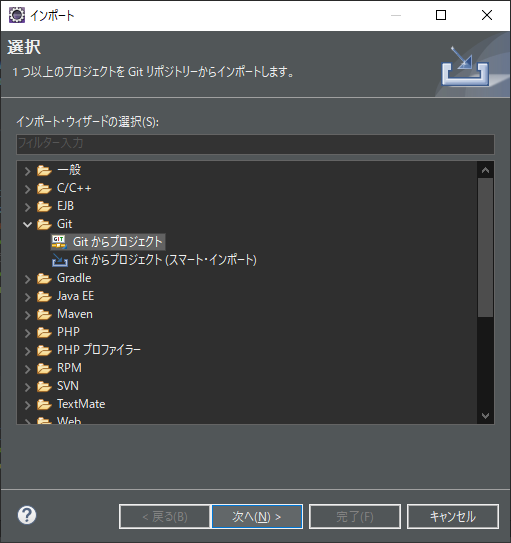 インポート
選択
1 つ以上のプロジェクトを Git リポジトリーからインポートします。
インポート・ウィザードの選択(S):
フィルター入力
一般
C/C++
EJB
Git
GIT
Git からプロジェクト
Git からプロジェクト (スマート・インポート)
Gradle
Java EE
Maven
PHP
PHP プロファイラー
RPM
SVN
TextMate
Web
?
< 戻る(B)
次へ(N) >
完了(F)
キャンセル